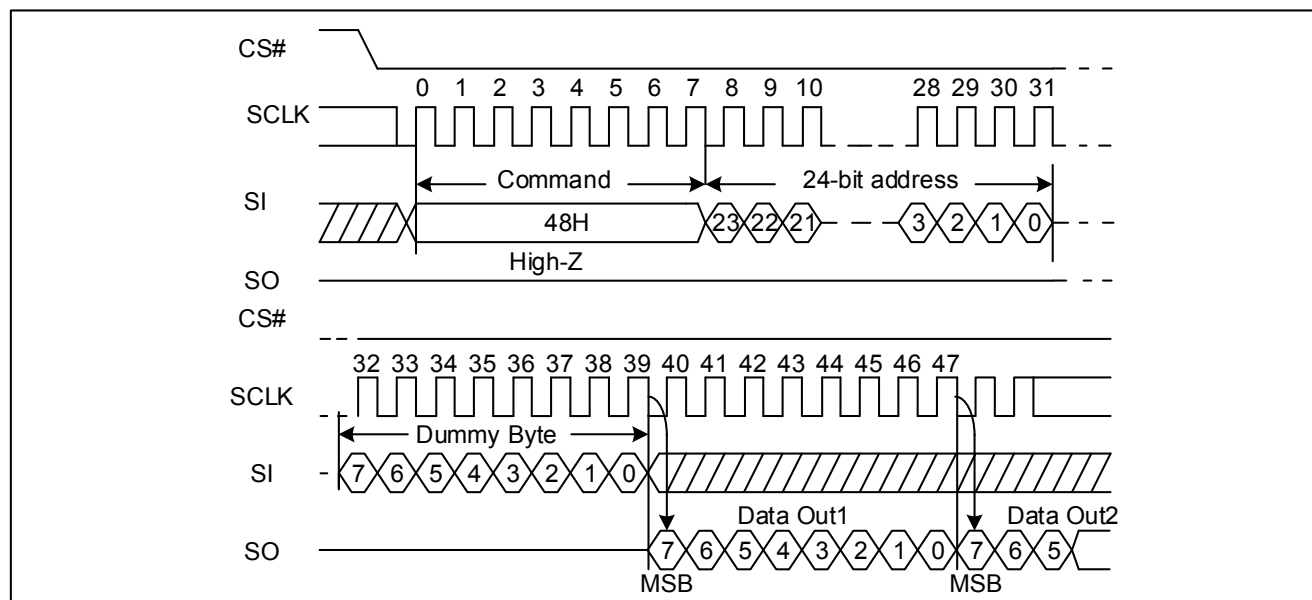 CS#
0 1 2 3 4 5 6 7 8 9 10 28 29 30 31
SCLK
Command 24-bit address
SI
48H 23 22 21 3 2 1 0
High-Z
SO
CS#
32 33 34 35 36 37 38 39 40 41 42 43 44 45 46 47
SCLK
Dummy Byte
SI 7 6 5 4 3 2 1 0
Data Out1 Data Out2
SO 7 6 5 4 3 2 1 0 7 6 5
MSB MSB